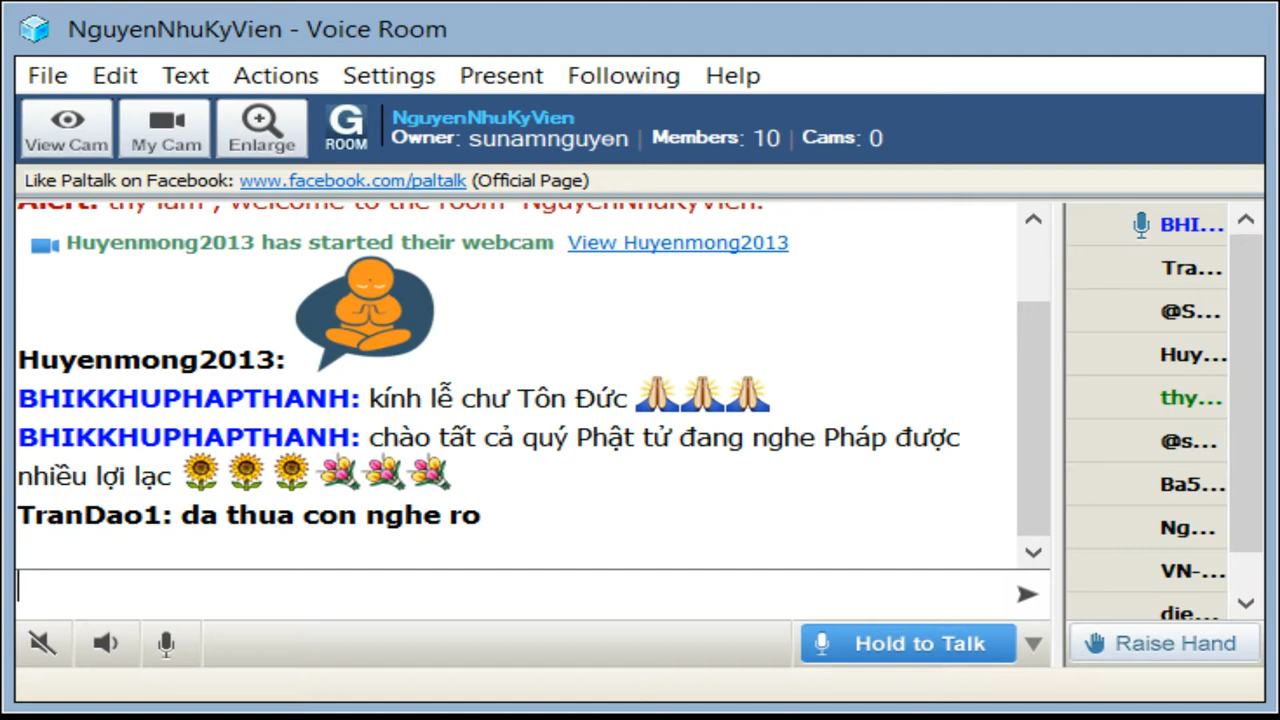 NguyenNhuKyVien - Voice Room
File Edit Text Actions Settings Present Following Help
View Cam My Cam Enlarge G ROOM
NguyenNhuKyVien
Owner: sunamnguyen | Members: 10 | Cams: 0
Like Paltalk on Facebook: www.facebook.com/paltalk (Official Page)
Alert: thy lam , welcome to the room "NguyenNhuKyVien.
Huyenmong2013 has started their webcam View Huyenmong2013
Huyenmong2013:
BHIKKHUPHAPTHANH: kính lễ chư Tôn Đức
BHIKKHUPHAPTHANH: chào tất cả quý Phật tử đang nghe Pháp được
nhiều lợi lạc
TranDao1: da thua con nghe ro
BHI...
Tra...
@S...
Huy...
thy...
@s...
Ba5...
Ng...
VN-...
die...
Hold to Talk
Raise Hand